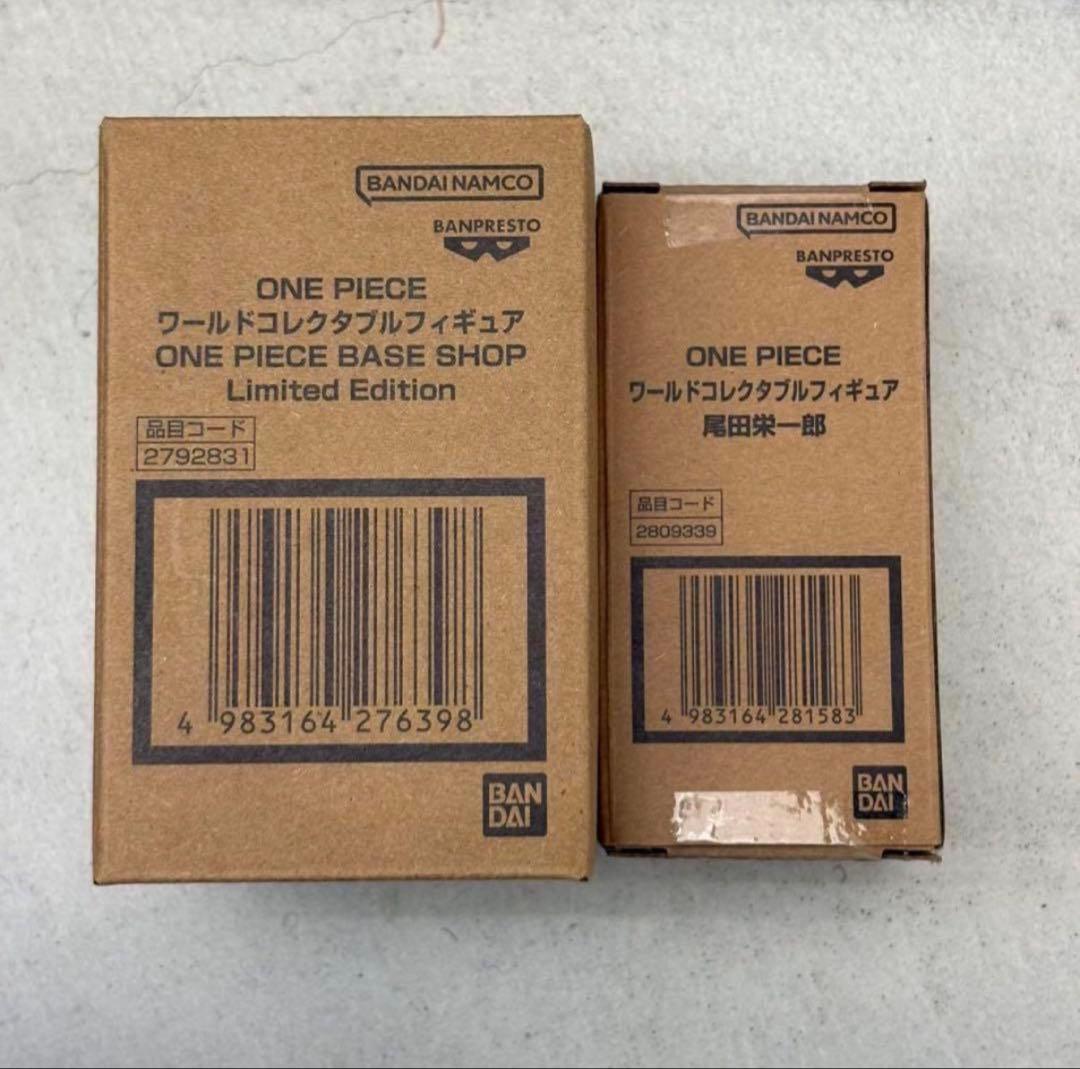 BANDAI NAMCO
BANPRESTO
ONE PIECE
ワールドコレクタブルフィギュア
ONE PIECE BASE SHOP
Limited Edition
品目コード
2792831
4 983164 276398
BAN
DAI
BANDAI NAMCO
BANPRESTO
ONE PIECE
ワールドコレクタブルフィギュア
尾田栄一郎
品目コード
2809339
4 983164 281583
BAN
DAI